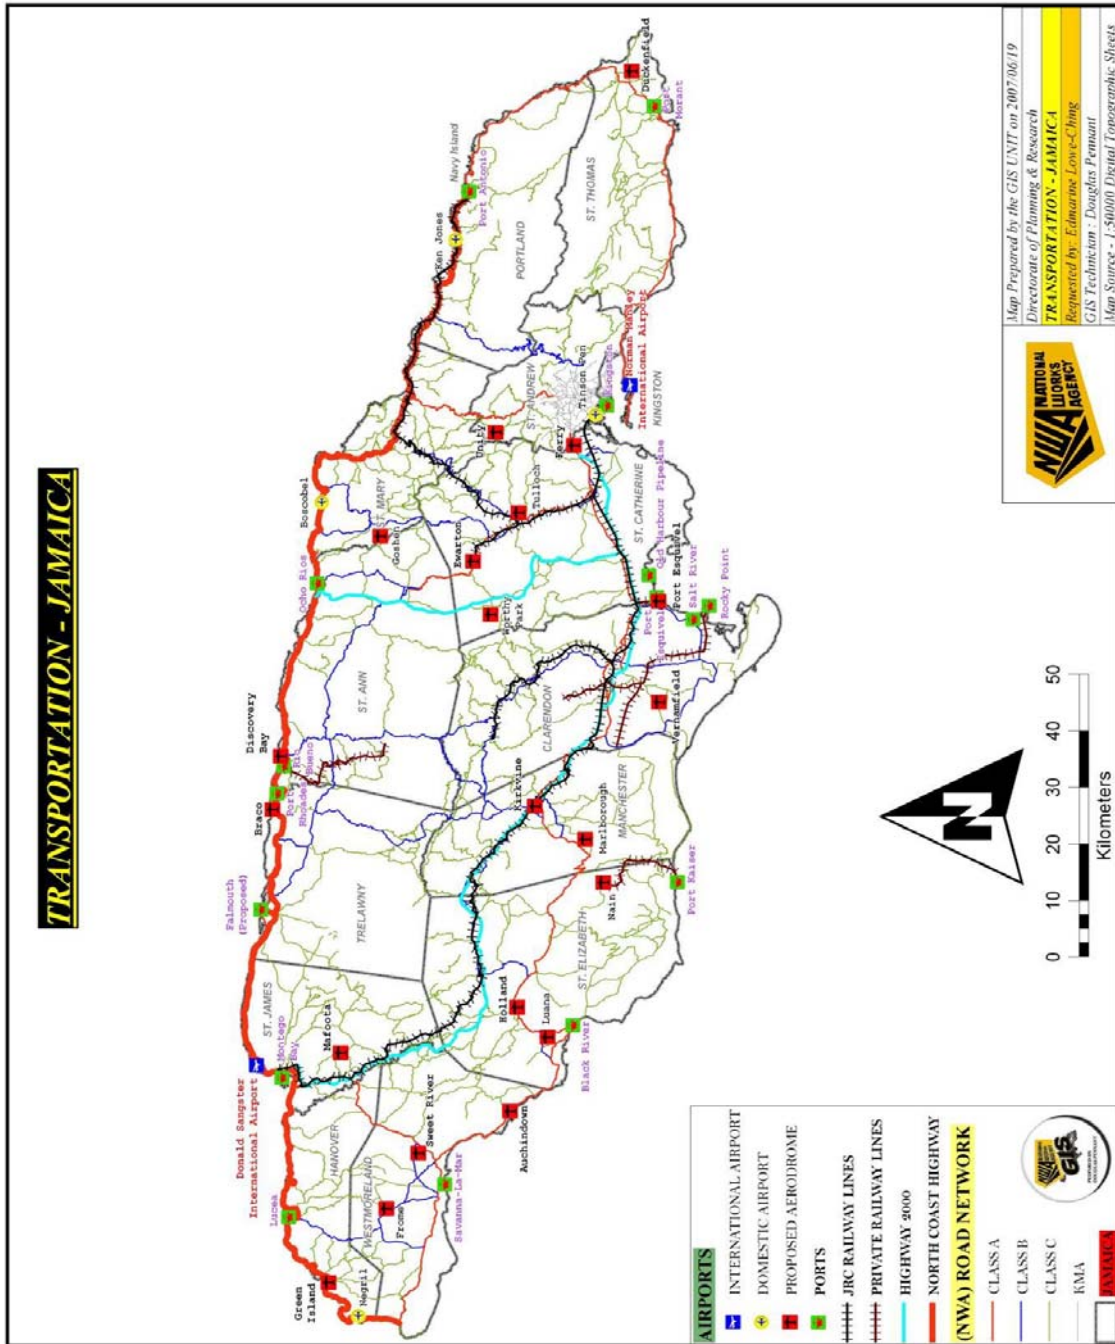 TRANSPORTATION - JAMAICA
Donald Sangster
International Airport
Montego
Bay
ST. JAMES
Falmouth
(Proposed)
Braco
Port
Rhoades
Rio
Bueno
Discovery
Bay
Ocho Rios
Boscobel
Ken Jones
Navy Island
Port Antonio
Green
Island
Lucea
HANOVER
Negril
WESTMORELAND
Frome
Sweet River
Savanna-La-Mar
Mafoota
TRELAWNY
ST. ANN
ST. MARY
Goshen
Ewarton
Worthy
Park
Tulloch
Unity
ST. ANDREW
PORTLAND
ST. THOMAS
Duckenfield
Port
Morant
Auchindown
Holland
Luana
Black River
ST. ELIZABETH
Nain
Port Kaiser
Marlborough
MANCHESTER
Kirkvine
CLARENDON
Vernamfield
ST. CATHERINE
Ferry
Tinson Pen
Kingston
Norman Manley
International Airport
KINGSTON
Old Harbour Pipeline
Port Esquivel
Port
Esquivel
Salt River
Rocky Point
AIRPORTS
INTERNATIONAL AIRPORT
DOMESTIC AIRPORT
PROPOSED AERODROME
PORTS
JRC RAILWAY LINES
PRIVATE RAILWAY LINES
HIGHWAY 2000
NORTH COAST HIGHWAY
(NWA) ROAD NETWORK
CLASS A
CLASS B
CLASS C
KMA
JAMAICA
NWA
GIS
N
0 10 20 30 40 50
Kilometers
NWA NATIONAL
WORKS
AGENCY
Map Prepared by the GIS UNIT on 2007/06/19
Directorate of Planning & Research
TRANSPORTATION - JAMAICA
Requested by: Edmarine Lowe-Ching
GIS Technician : Douglas Pennant
Map Source - 1:50000 Digital Topographic Sheets